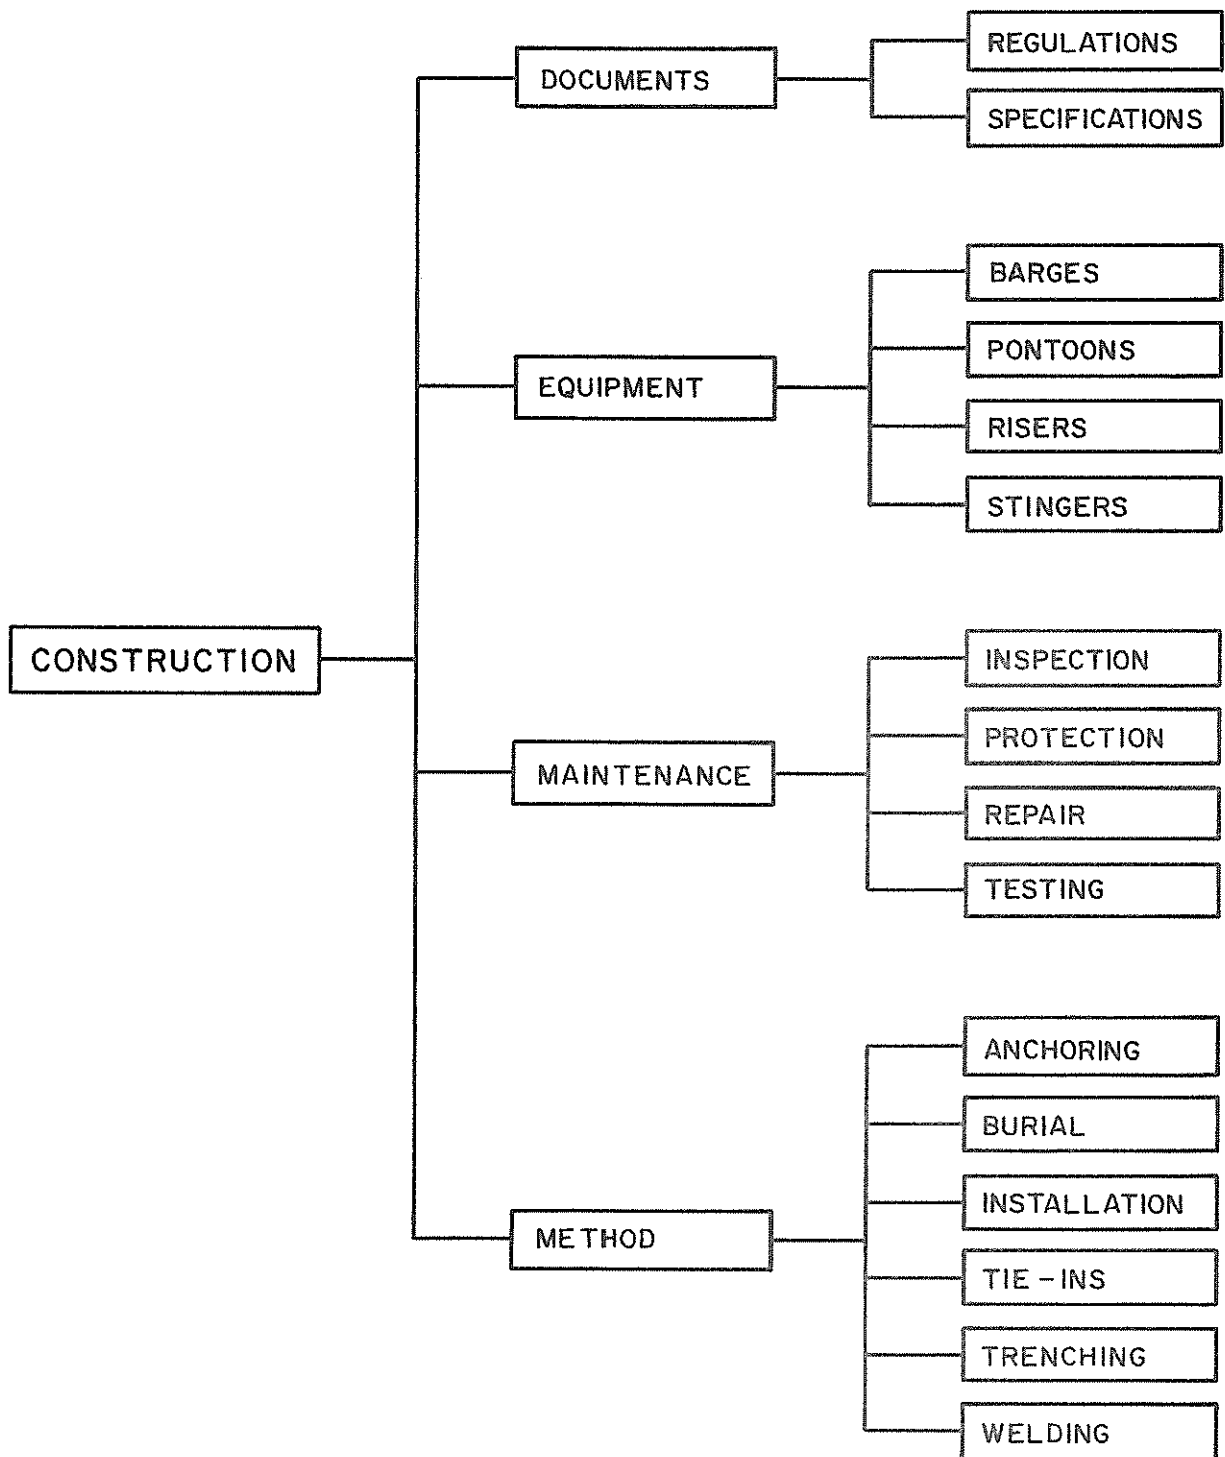 CONSTRUCTION
DOCUMENTS
REGULATIONS
SPECIFICATIONS
EQUIPMENT
BARGES
PONTOONS
RISERS
STINGERS
MAINTENANCE
INSPECTION
PROTECTION
REPAIR
TESTING
METHOD
ANCHORING
BURIAL
INSTALLATION
TIE-INS
TRENCHING
WELDING